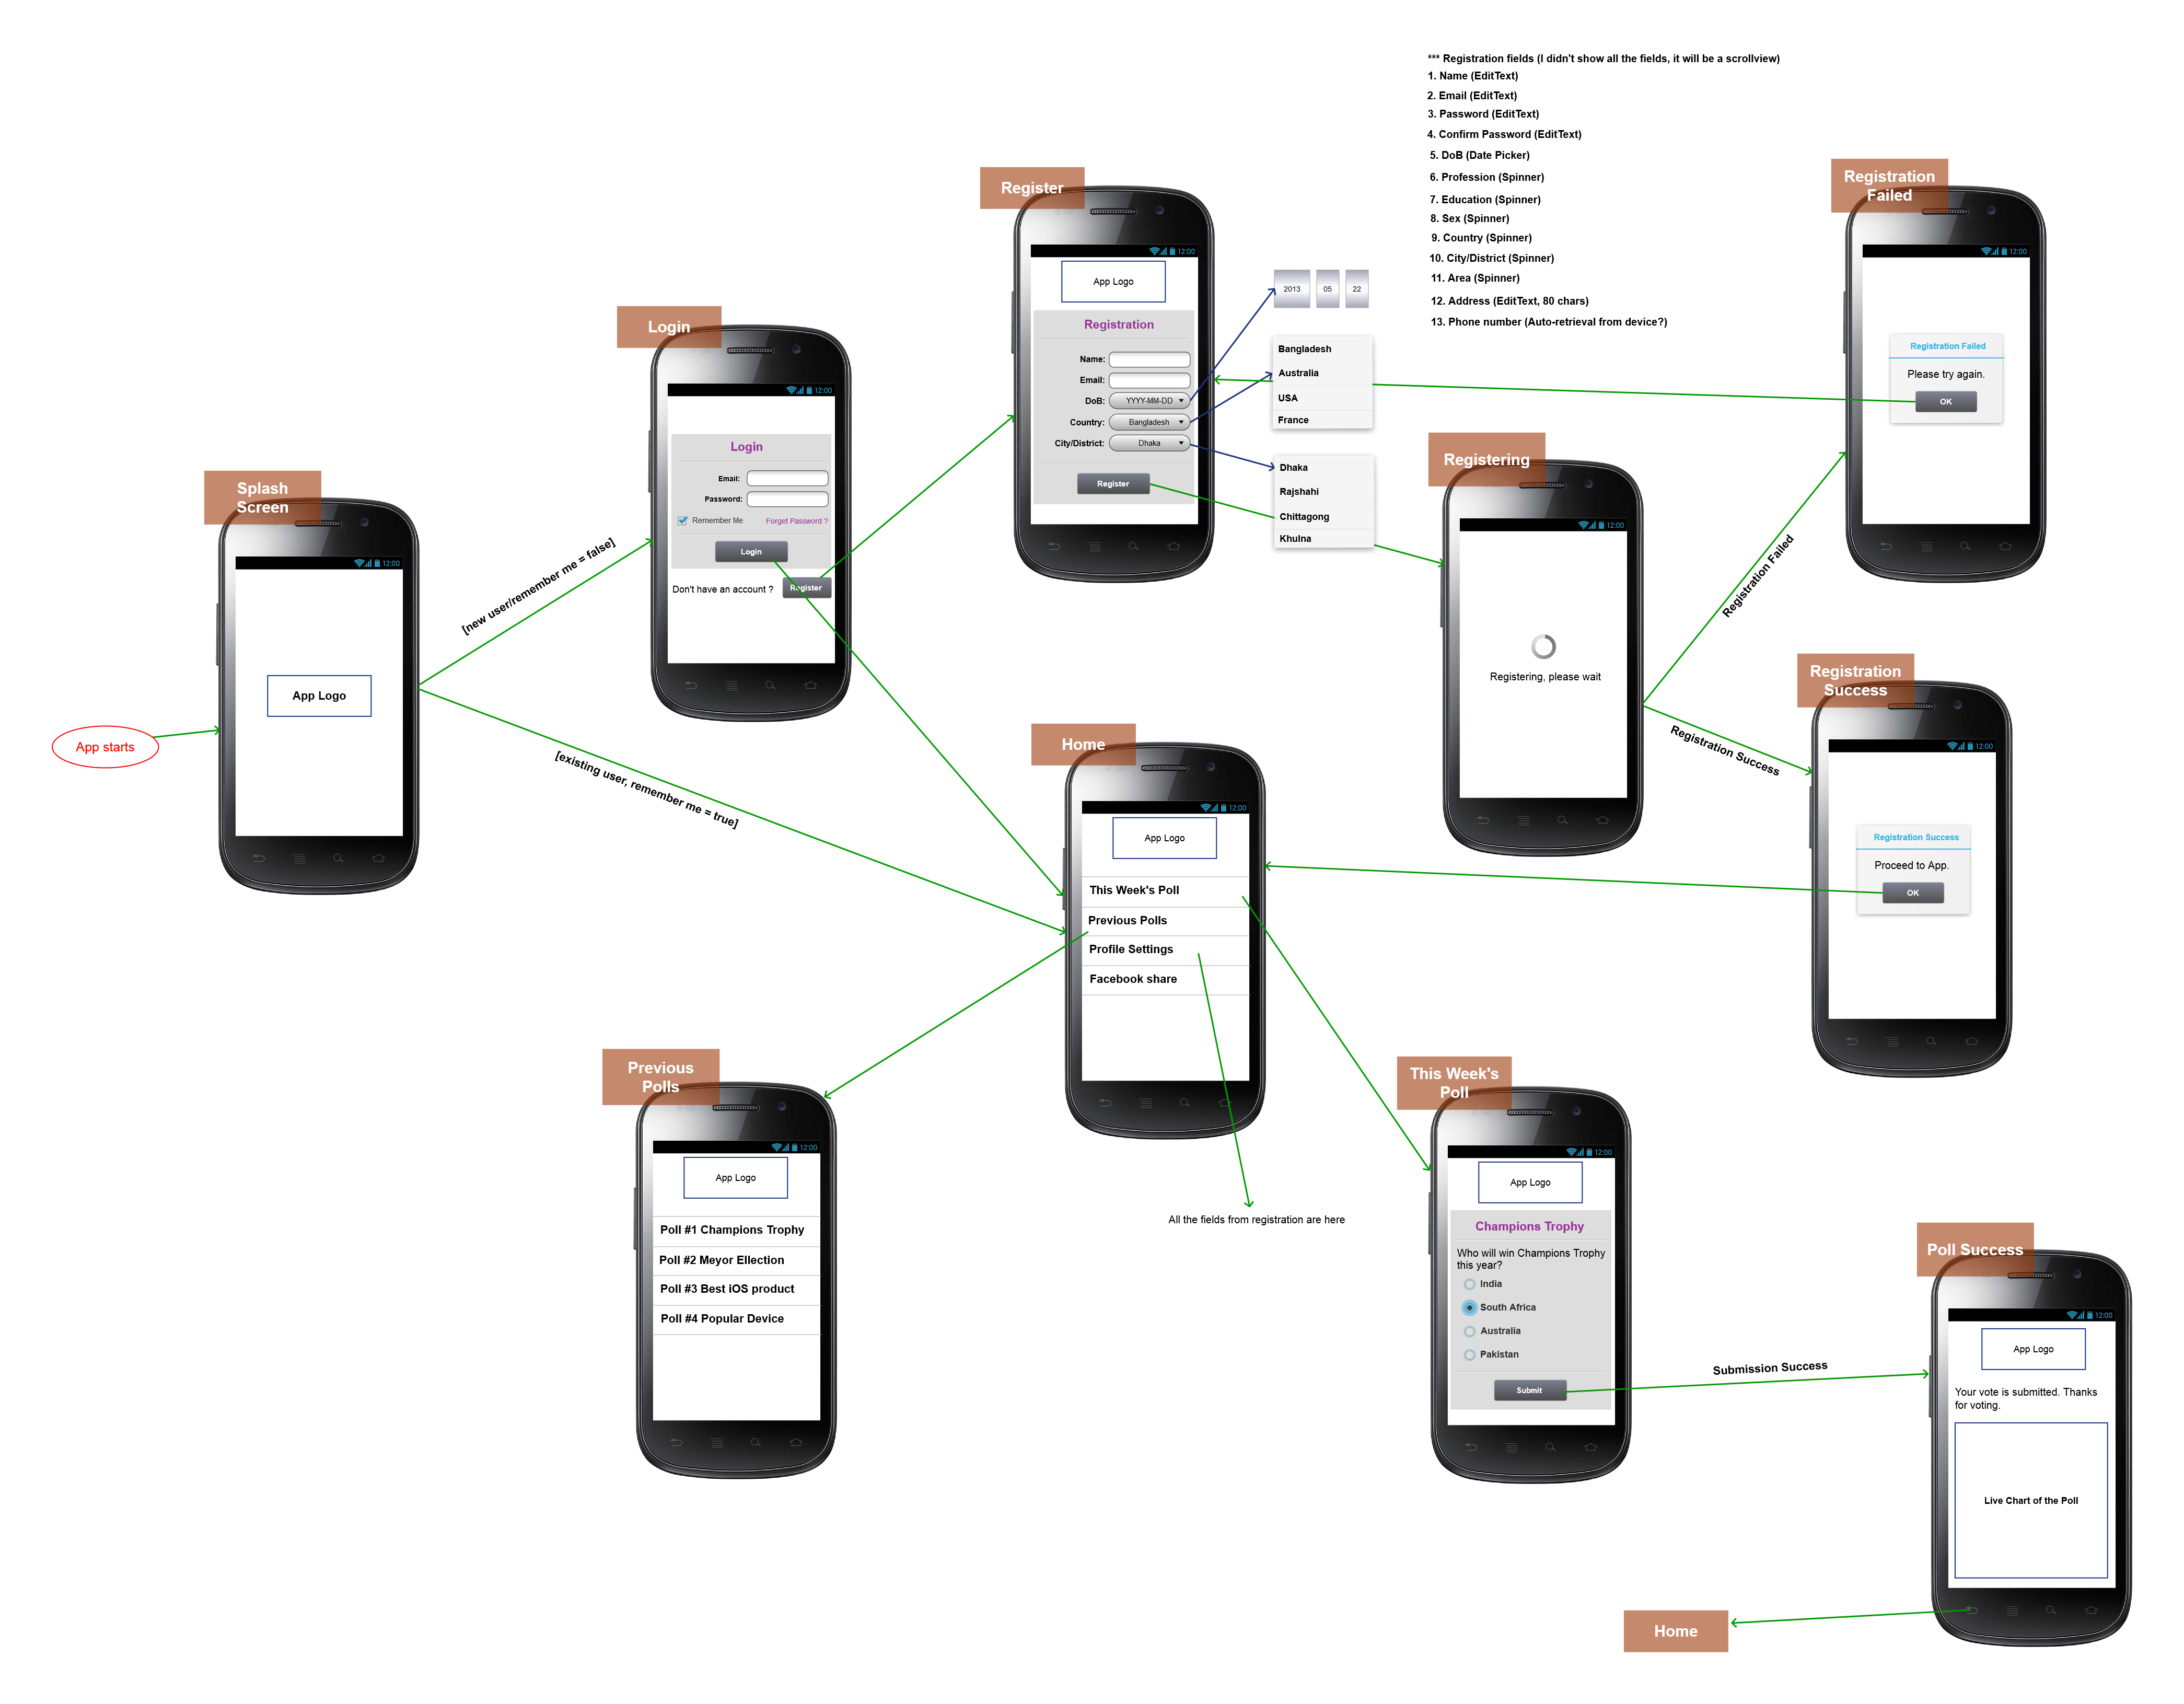 *** Registration fields (I didn't show all the fields, it will be a scrollview)
1. Name (EditText)
2. Email (EditText)
3. Password (EditText)
4. Confirm Password (EditText)
5. DoB (Date Picker)
6. Profession (Spinner)
7. Education (Spinner)
8. Sex (Spinner)
9. Country (Spinner)
10. City/District (Spinner)
11. Area (Spinner)
12. Address (EditText, 80 chars)
13. Phone number (Auto-retrieval from device?)
App starts
Splash
Screen
12:00
App Logo
[new user/remember me = false]
[existing user, remember me = true]
Login
12:00
Login
Email:
Password:
Remember Me
Forget Password ?
Login
Don't have an account ?
Register
Register
12:00
App Logo
Registration
Name:
Email:
DoB:
YYYY-MM-DD
Country:
Bangladesh
City/District:
Dhaka
Register
2013
05
22
Bangladesh
Australia
USA
France
Dhaka
Rajshahi
Chittagong
Khulna
Registering
12:00
Registering, please wait
Registration Failed
Registration Success
Registration
Failed
12:00
Registration Failed
Please try again.
OK
Registration
Success
12:00
Registration Success
Proceed to App.
OK
Home
12:00
App Logo
This Week's Poll
Previous Polls
Profile Settings
Facebook share
All the fields from registration are here
Previous
Polls
12:00
App Logo
Poll #1 Champions Trophy
Poll #2 Meyor Ellection
Poll #3 Best iOS product
Poll #4 Popular Device
This Week's
Poll
12:00
App Logo
Champions Trophy
Who will win Champions Trophy
this year?
India
South Africa
Australia
Pakistan
Submit
Submission Success
Poll Success
12:00
App Logo
Your vote is submitted. Thanks
for voting.
Live Chart of the Poll
Home